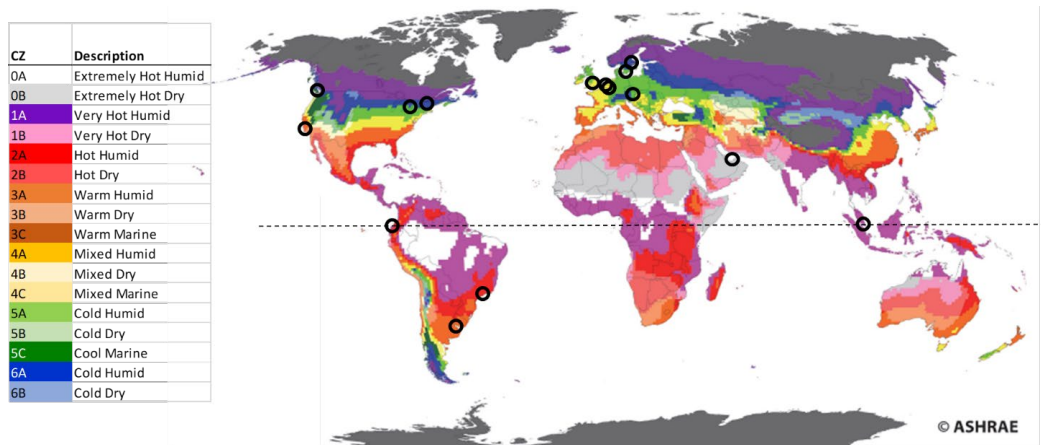 CZ Description
0A Extremely Hot Humid
0B Extremely Hot Dry
1A Very Hot Humid
1B Very Hot Dry
2A Hot Humid
2B Hot Dry
3A Warm Humid
3B Warm Dry
3C Warm Marine
4A Mixed Humid
4B Mixed Dry
4C Mixed Marine
5A Cold Humid
5B Cold Dry
5C Cool Marine
6A Cold Humid
6B Cold Dry
© ASHRAE